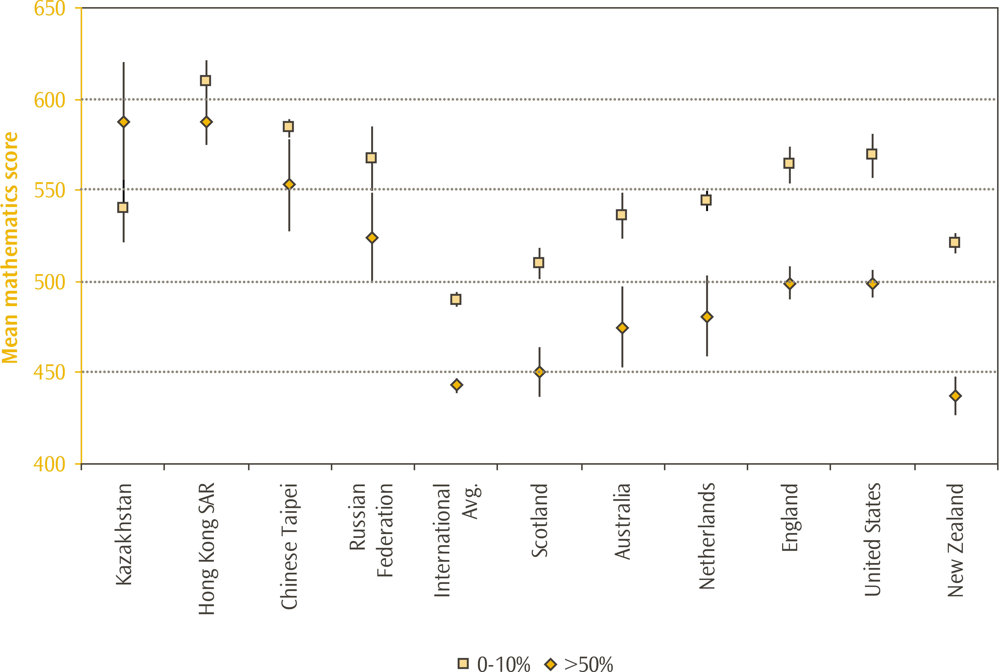 Mean mathematics score
650
600
550
500
450
400
Kazakhstan
Hong Kong SAR
Chinese Taipei
Russian
Federation
International
Avg.
Scotland
Australia
Netherlands
England
United States
New Zealand
0-10%
>50%